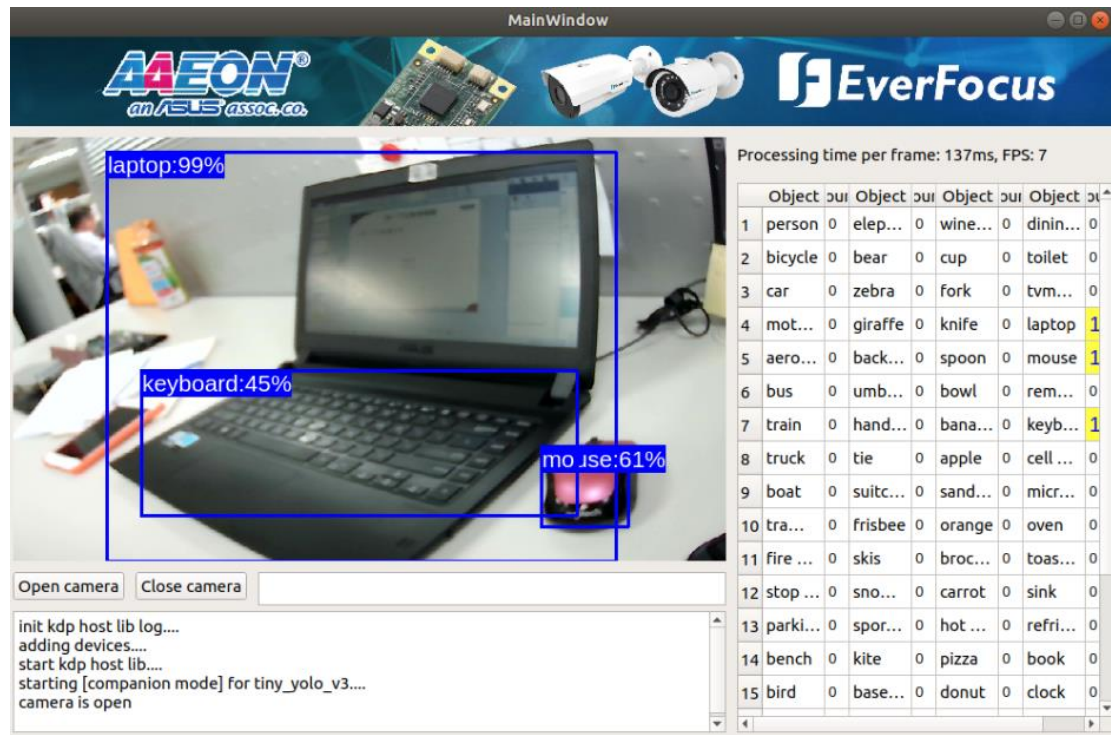 MainWindow
AAEON®
an ASUS assoc. co.
EverFocus
laptop:99%
keyboard:45%
mouse:61%
Processing time per frame: 137ms, FPS: 7
Object our Object our Object our Object ou
1 person 0 elep... 0 wine... 0 dinin... 0
2 bicycle 0 bear 0 cup 0 toilet 0
3 car 0 zebra 0 fork 0 tvm... 0
4 mot... 0 giraffe 0 knife 0 laptop 1
5 aero... 0 back... 0 spoon 0 mouse 1
6 bus 0 umb... 0 bowl 0 rem... 0
7 train 0 hand... 0 bana... 0 keyb... 1
8 truck 0 tie 0 apple 0 cell ... 0
9 boat 0 suitc... 0 sand... 0 micr... 0
10 tra... 0 frisbee 0 orange 0 oven 0
11 fire ... 0 skis 0 broc... 0 toas... 0
12 stop ... 0 sno... 0 carrot 0 sink 0
13 parki... 0 spor... 0 hot ... 0 refri... 0
14 bench 0 kite 0 pizza 0 book 0
15 bird 0 base... 0 donut 0 clock 0
Open camera Close camera
init kdp host lib log....
adding devices....
start kdp host lib....
starting [companion mode] for tiny_yolo_v3....
camera is open